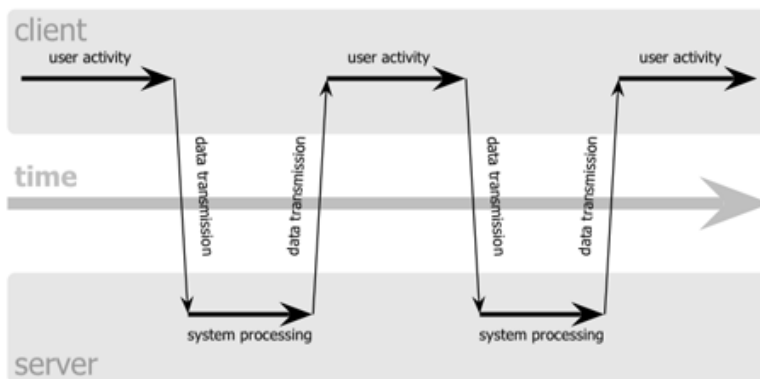 client
user activity
user activity
user activity
data transmission
data transmission
data transmission
data transmission
time
system processing
system processing
server